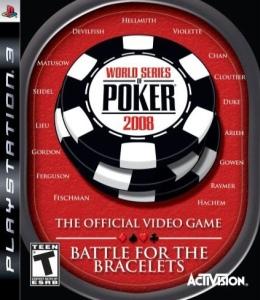 PLAYSTATION 3
HELLMUTH
DEVILFISH
VIOLETTE
MATUSOW
CHAN
SEIDEL
CLOUTIER
DUKE
LIEU
ARIEH
GORDON
GOWEN
FERGUSON
RAYMER
FISCHMAN
HACHEM
WORLD SERIES
OF
POKER
2008
THE OFFICIAL VIDEO GAME
BATTLE FOR THE
BRACELETS
TEEN
T
ESRB
ACTIVISION